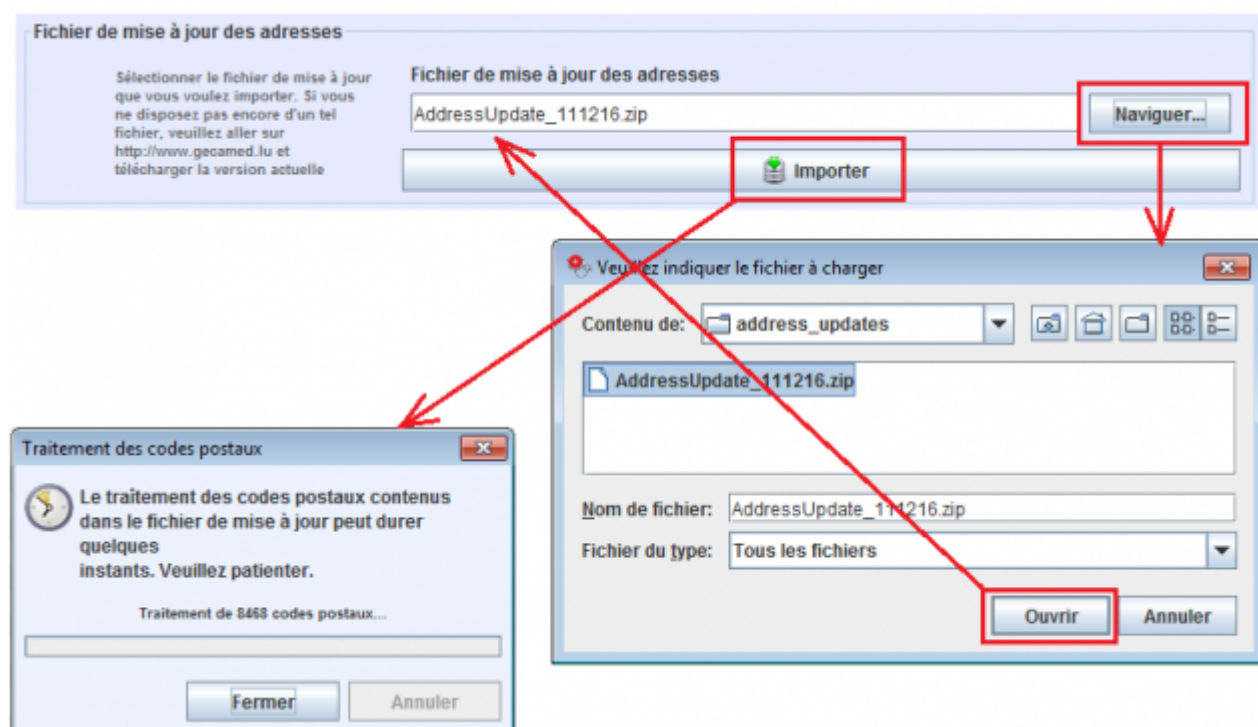 Fichier de mise à jour des adresses
Sélectionner le fichier de mise à jour
que vous voulez importer. Si vous
ne disposez pas encore d'un tel
fichier, veuillez aller sur
http://www.gecamed.lu et
télécharger la version actuelle
Fichier de mise à jour des adresses
AddressUpdate_111216.zip
Naviguer...
Importer
Veuillez indiquer le fichier à charger
Contenu de: address_updates
AddressUpdate_111216.zip
Nom de fichier: AddressUpdate_111216.zip
Fichier du type: Tous les fichiers
Ouvrir Annuler
Traitement des codes postaux
Le traitement des codes postaux contenus
dans le fichier de mise à jour peut durer
quelques
instants. Veuillez patienter.
Traitement de 8468 codes postaux...
Fermer Annuler